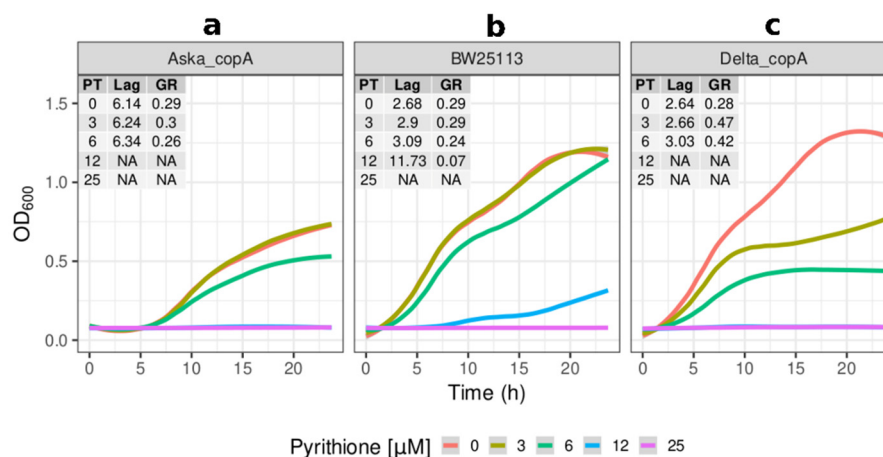 a b c
Aska_copA BW25113 Delta_copA
PT Lag GR PT Lag GR PT Lag GR
0 6.14 0.29 0 2.68 0.29 0 2.64 0.28
3 6.24 0.3 3 2.9 0.29 3 2.66 0.47
6 6.34 0.26 6 3.09 0.24 6 3.03 0.42
12 NA NA 12 11.73 0.07 12 NA NA
25 NA NA 25 NA NA 25 NA NA
1.5
1.0
0.5
0.0
OD600
0 5 10 15 20 0 5 10 15 20 0 5 10 15 20
Time (h)
Pyrithione [µM] 0 3 6 12 25